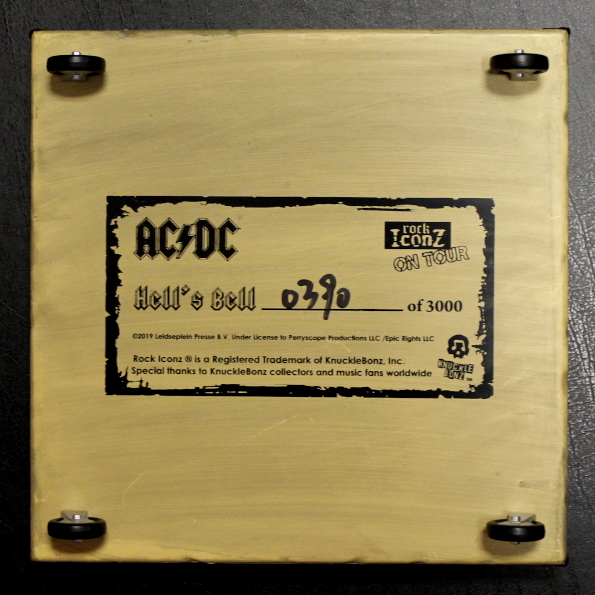 AC⚡DC
rock
IconZ
ON TOUR
Hell's Bell 0390 of 3000
©2019 Leidseplein Presse B.V. Under License to Perryscope Productions LLC /Epic Rights LLC
Rock Iconz ® is a Registered Trademark of KnuckleBonz, Inc.
Special thanks to KnuckleBonz collectors and music fans worldwide
KNUCKLE
BONZ ™